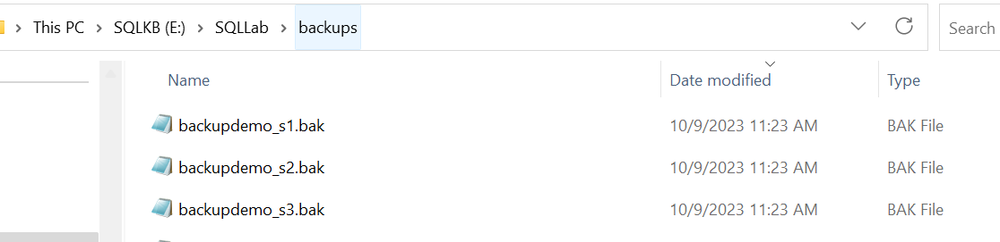 This PC > SQLKB (E:) > SQLLab > backups Search
Name Date modified Type
backupdemo_s1.bak 10/9/2023 11:23 AM BAK File
backupdemo_s2.bak 10/9/2023 11:23 AM BAK File
backupdemo_s3.bak 10/9/2023 11:23 AM BAK File